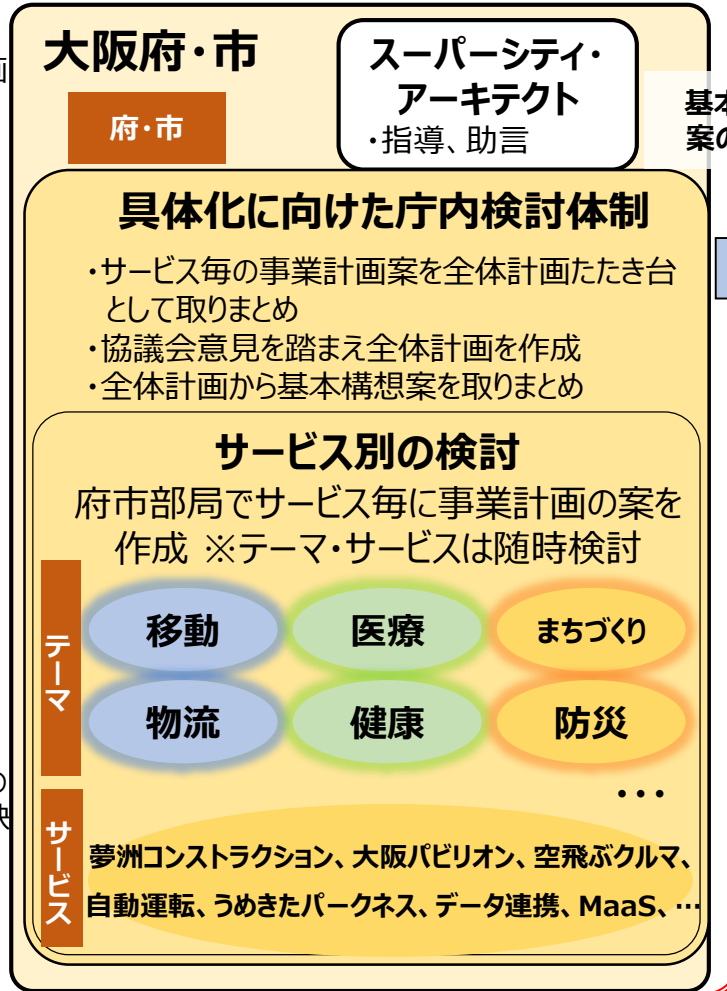 大阪府・市
府・市
スーパーシティ・
アーキテクト
・指導、助言
具体化に向けた庁内検討体制
・サービス毎の事業計画案を全体計画たたき台
として取りまとめ
・協議会意見を踏まえ全体計画を作成
・全体計画から基本構想案を取りまとめ
サービス別の検討
府市部局でサービス毎に事業計画の案を
作成 ※テーマ・サービスは随時検討
テーマ
移動
医療
まちづくり
物流
健康
防災
・・・
サービス
夢洲コンストラクション、大阪パビリオン、空飛ぶクルマ、
自動運転、うめきたパークネス、データ連携、MaaS、…